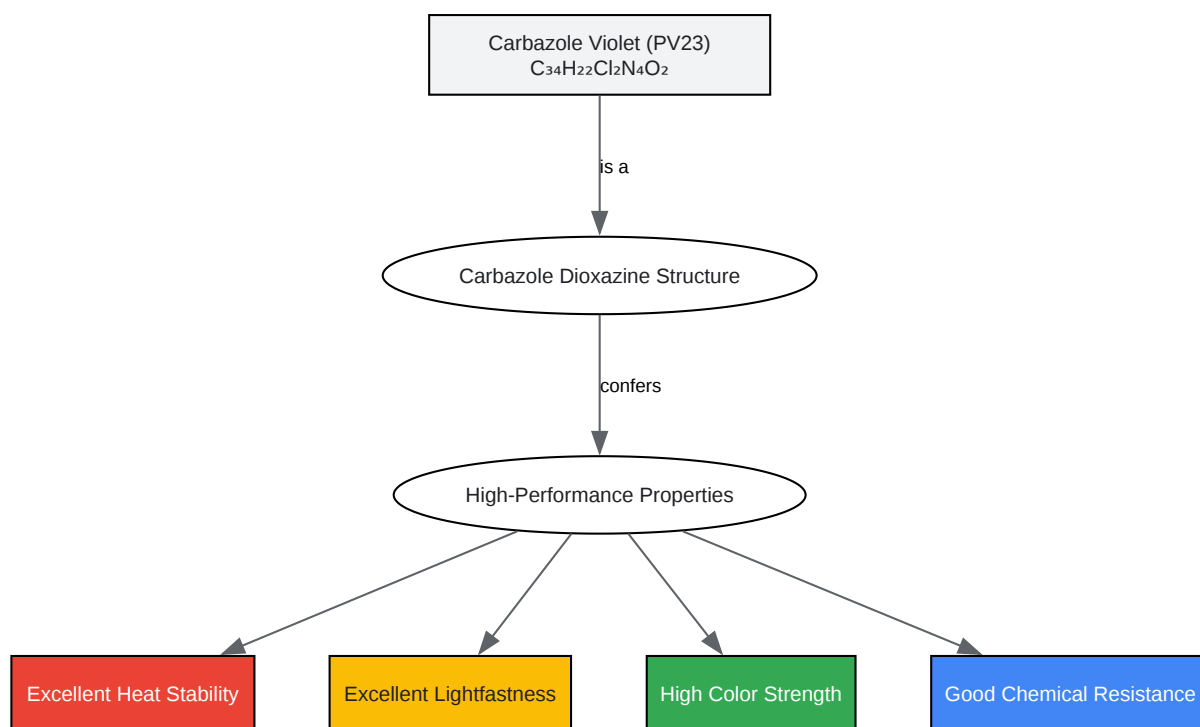 Carbazole Violet (PV23)
C₃₄H₂₂Cl₂N₄O₂
is a
Carbazole Dioxazine Structure
confers
High-Performance Properties
Excellent Heat Stability
Excellent Lightfastness
High Color Strength
Good Chemical Resistance